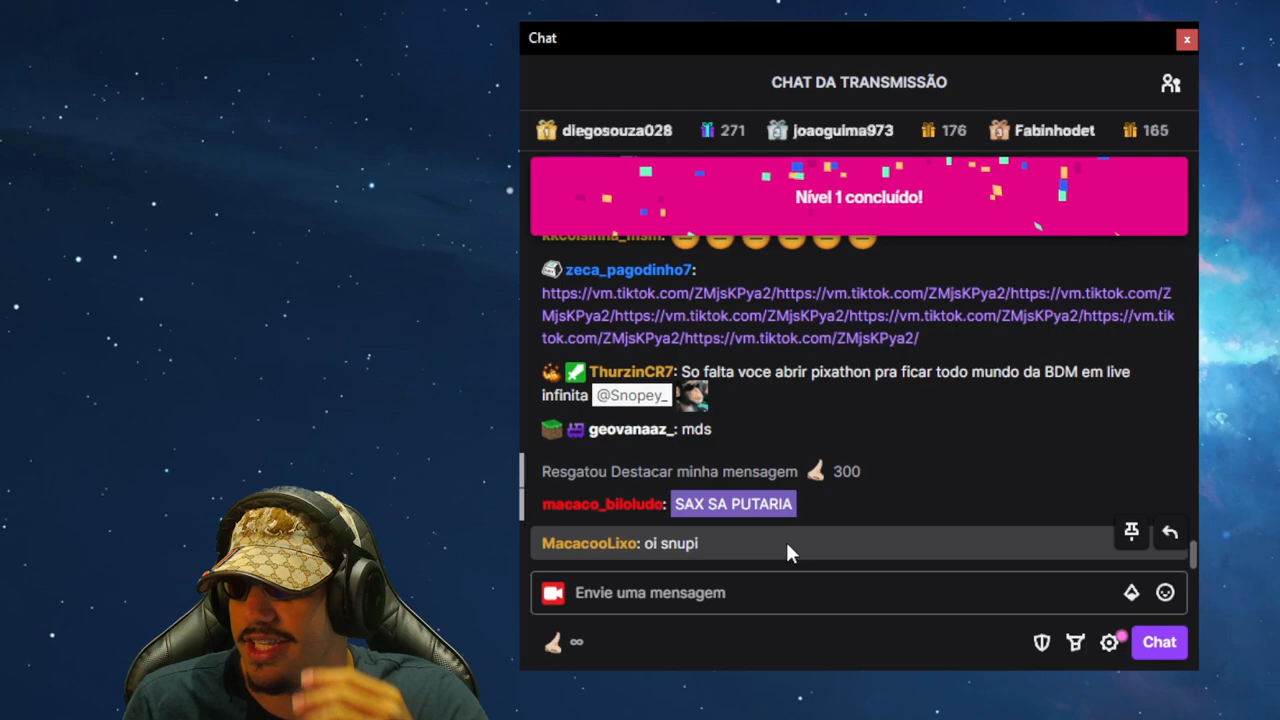 Chat
x
CHAT DA TRANSMISSÃO
1 diegosouza028 271 2 joaoguima973 176 3 Fabinhodet 165
Nível 1 concluído!
kkcoisinha_msm:
zeca_pagodinho7:
https://vm.tiktok.com/ZMjsKPya2/https://vm.tiktok.com/ZMjsKPya2/https://vm.tiktok.com/Z
MjsKPya2/https://vm.tiktok.com/ZMjsKPya2/https://vm.tiktok.com/ZMjsKPya2/https://vm.tik
tok.com/ZMjsKPya2/https://vm.tiktok.com/ZMjsKPya2/
ThurzinCR7: So falta voce abrir pixathon pra ficar todo mundo da BDM em live
infinita @Snopey_
geovanaaz_: mds
Resgatou Destacar minha mensagem 300
macaco_biloludo: SAX SA PUTARIA
MacacooLixo: oi snupi
Envie uma mensagem
∞ Chat